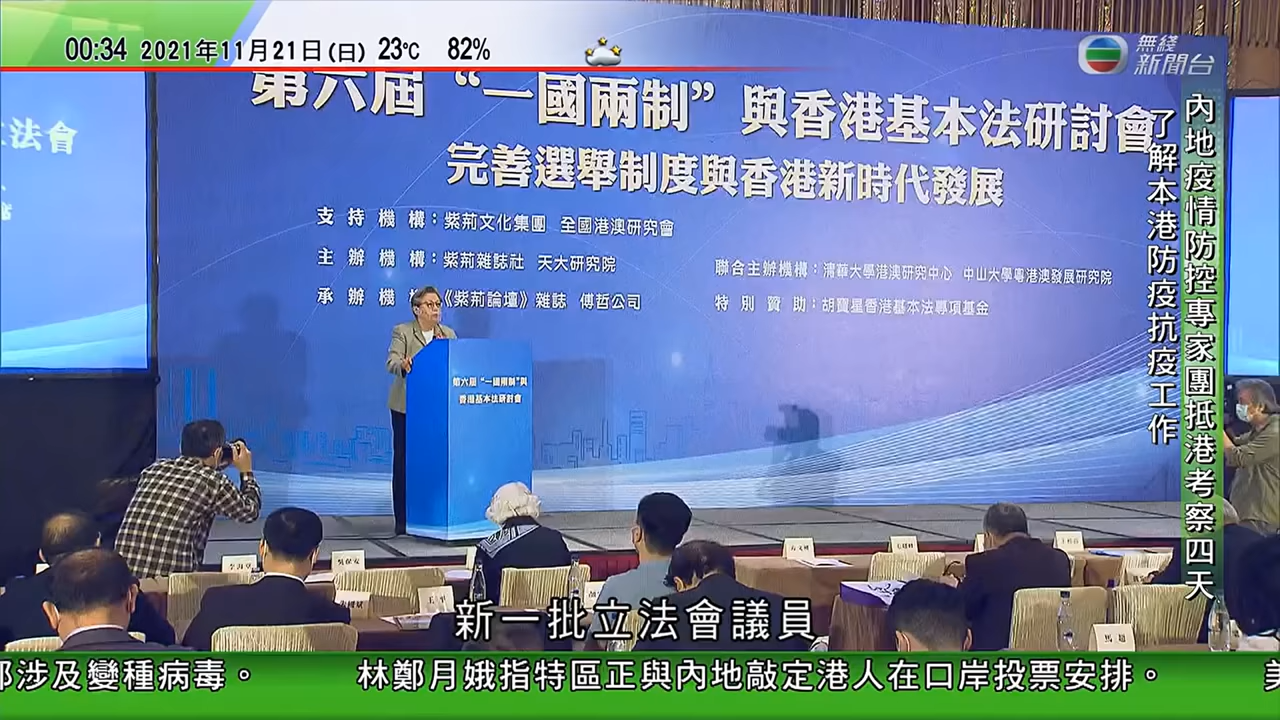 00:34 2021年11月21日(日) 23℃ 82%
無綫
新聞台
第六屆“一國兩制”與香港基本法研討會
完善選舉制度與香港新時代發展
支持機構：紫荊文化集團 全國港澳研究會
主辦機構：紫荊雜誌社 天大研究院
聯合主辦機構：清華大學港澳研究中心 中山大學粵港澳發展研究院
承辦機 《紫荊論壇》雜誌 傅哲公司
特別贊助：胡寶星香港基本法專項基金
法會
第六屆“一國兩制”與
香港基本法研討會
內地疫情防控專家團抵港考察四天
了解本港防疫抗疫工作
馬超
新一批立法會議員
涉及變種病毒。 林鄭月娥指特區正與內地敲定港人在口岸投票安排。